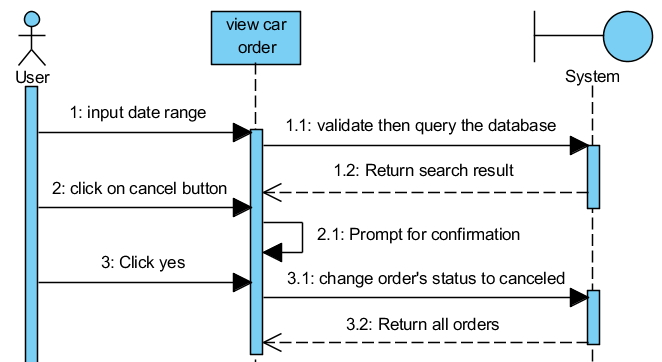 view car
order
User
System
1: input date range
1.1: validate then query the database
1.2: Return search result
2: click on cancel button
2.1: Prompt for confirmation
3: Click yes
3.1: change order's status to canceled
3.2: Return all orders